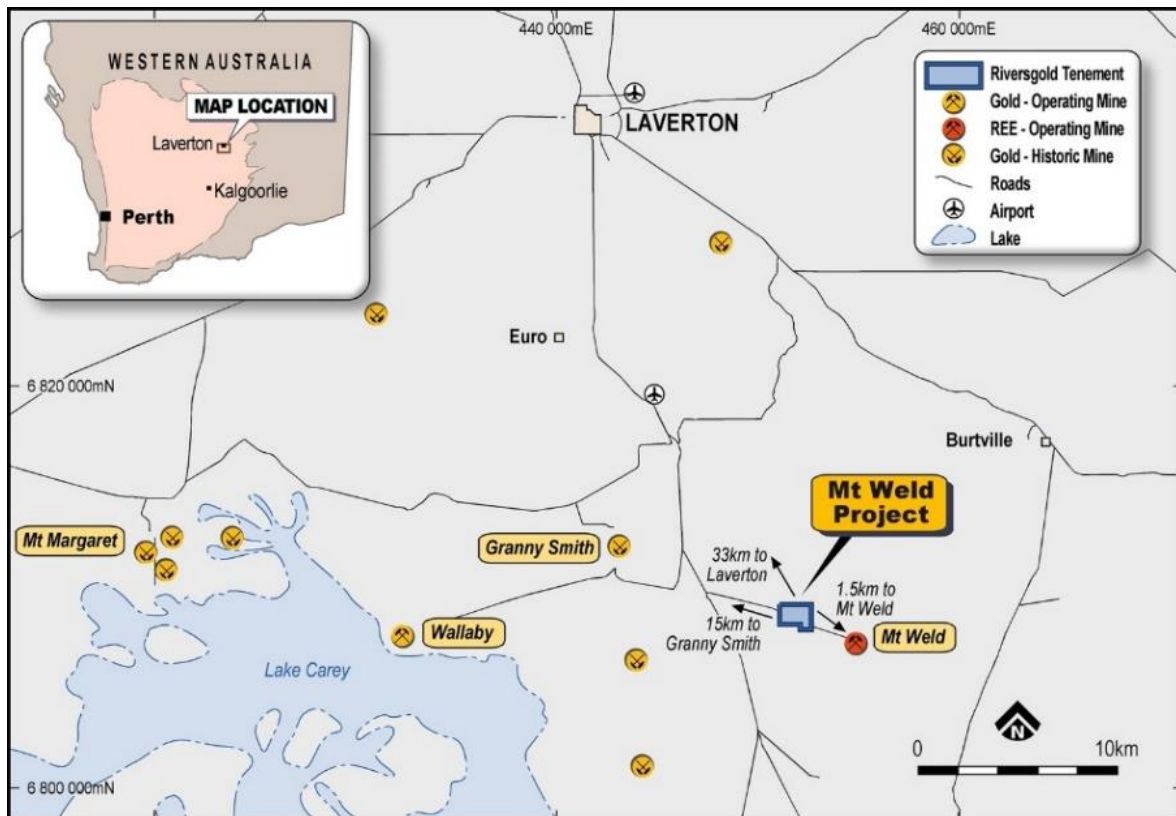 440 000mE
460 000mE
WESTERN AUSTRALIA
MAP LOCATION
Laverton
Kalgoorlie
Perth
Riversgold Tenement
Gold - Operating Mine
REE - Operating Mine
Gold - Historic Mine
Roads
Airport
Lake
LAVERTON
Euro
6 820 000mN
Burtville
Mt Weld
Project
Mt Margaret
Granny Smith
33km to
Laverton
1.5km to
Mt Weld
15km to
Granny Smith
Wallaby
Mt Weld
Lake Carey
N
0
10km
6 800 000mN